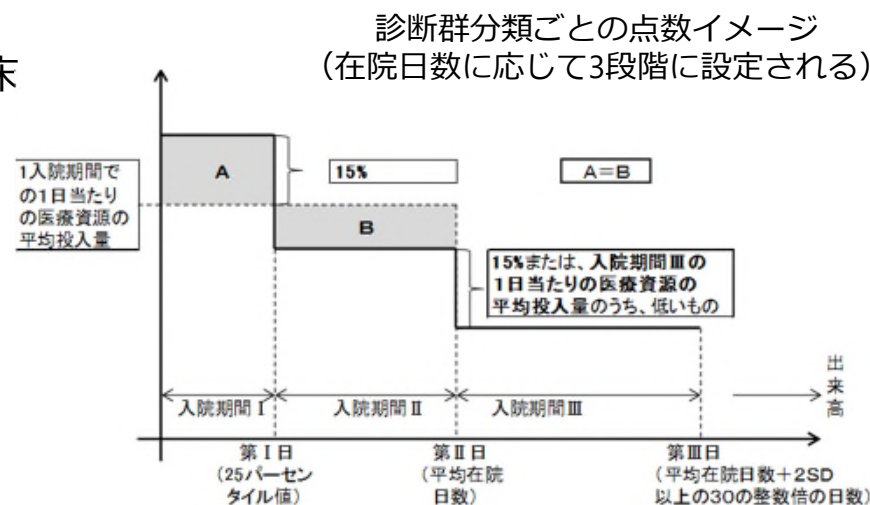 診断群分類ごとの点数イメージ
（在院日数に応じて3段階に設定される）
末
1入院期間で
の1日当たり
の医療資源の
平均投入量
A
15%
A＝B
B
15%または、入院期間Ⅲの
1日当たりの医療資源の
平均投入量のうち、低いもの
入院期間Ⅰ
入院期間Ⅱ
入院期間Ⅲ
出
来
高
第Ⅰ日
（25パーセン
タイル値）
第Ⅱ日
（平均在院
日数）
第Ⅲ日
（平均在院日数＋2SD
以上の30の整数倍の日数）